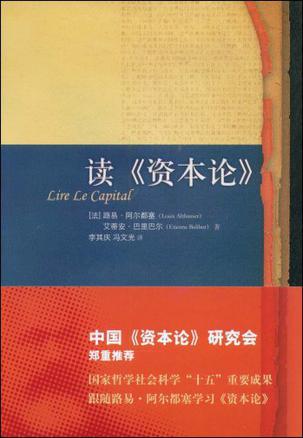 读《资本论》
Lire Le Capital
[法] 路易·阿尔都塞 (Louis Althusser)
艾蒂安·巴里巴尔 (Etienne Balibar) 著
李其庆 冯文光 译
中国《资本论》研究会
郑重推荐
国家哲学社会科学“十五”重要成果
跟随路易·阿尔都塞学习《资本论》